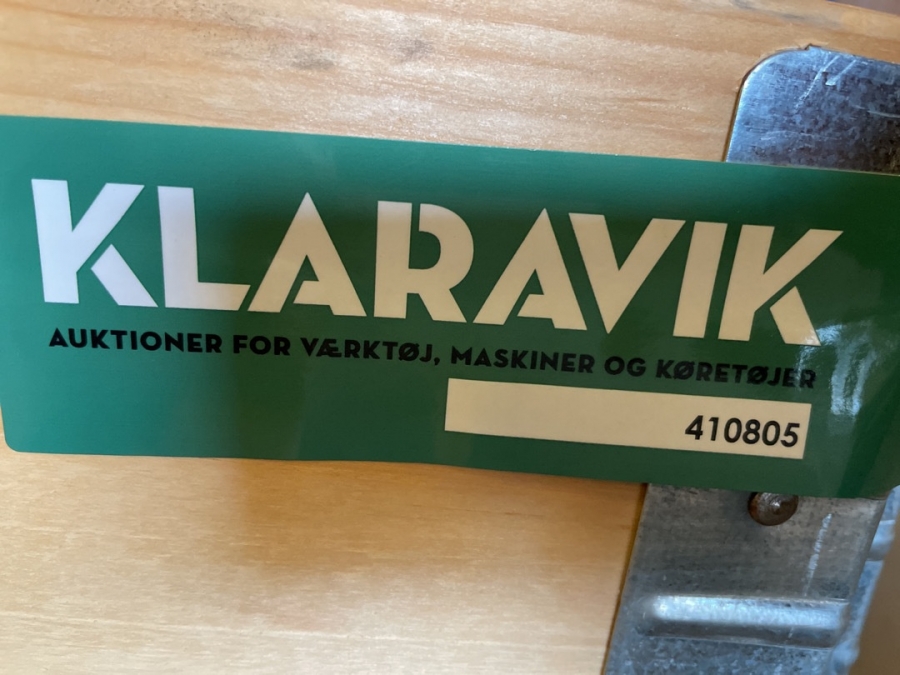 KLARAVIK
AUKTIONER FOR VÆRKTØJ, MASKINER OG KØRETØJER
410805